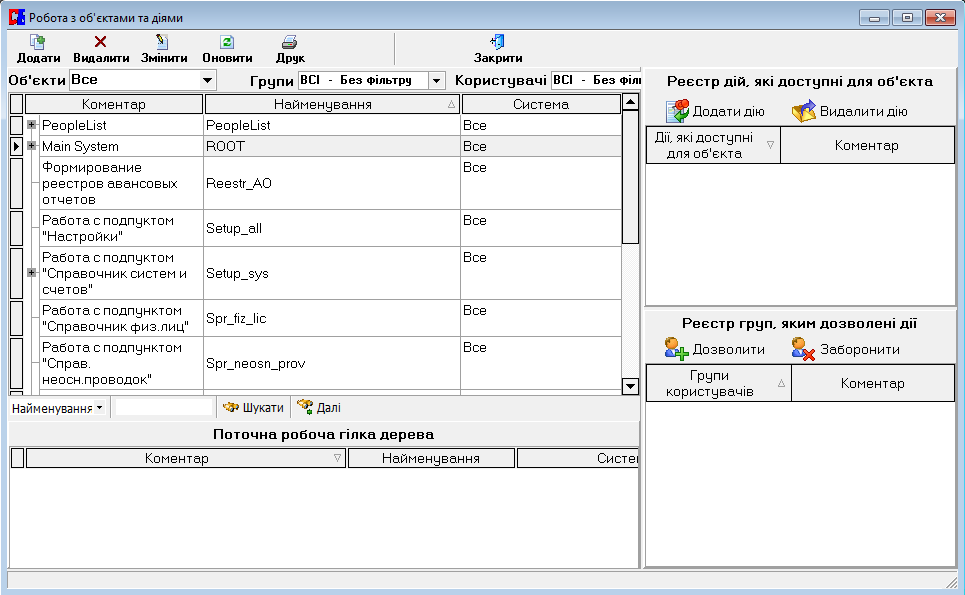 Робота з об'єктами та діями
Додати Видалити Змінити Оновити Друк Закрити
Об'єкти Все Групи ВСІ - Без фільтру Користувачі ВСІ - Без філь
Коментар Найменування Система
PeopleList PeopleList Все
Main System ROOT Все
Формирование
реестров авансовых
отчетов
Reestr_AO
Все
Работа с подпуктом
"Настройки"
Setup_all
Все
Работа с подпуктом
"Справочник систем и
счетов"
Setup_sys
Все
Работа с подпунктом
"Справочник физ.лиц"
Spr_fiz_lic
Все
Работа с подпунктом
"Справ.
неосн.проводок"
Spr_neosn_prov
Все
Найменування Шукати Далі
Поточна робоча гілка дерева
Коментар Найменування Систем
Реєстр дій, які доступні для об'єкта
Додати дію Видалити дію
Дії, які доступні
для об'єкта
Коментар
Реєстр груп, яким дозволені дії
Дозволити Заборонити
Групи
користувачів
Коментар